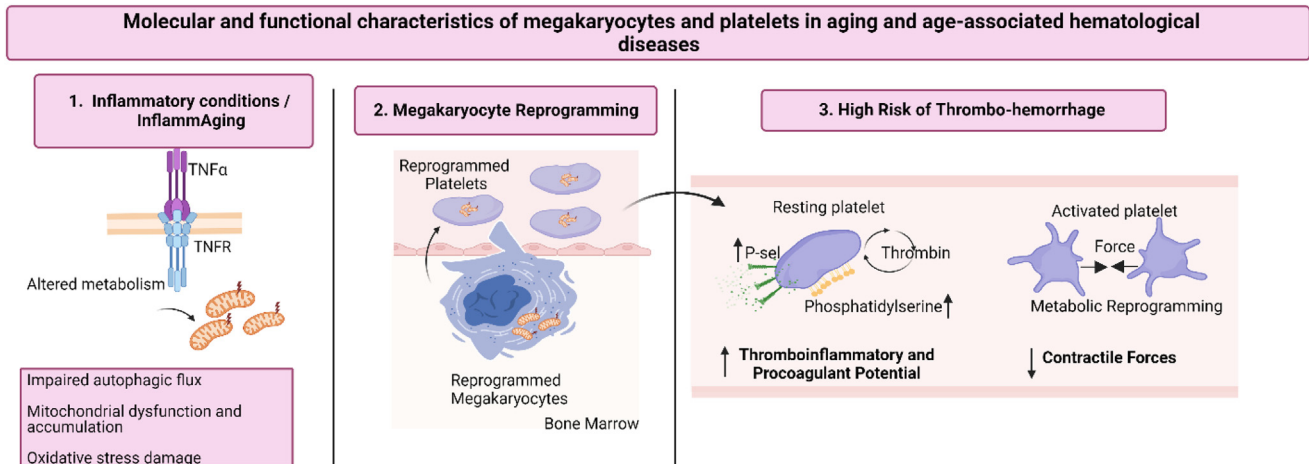 Molecular and functional characteristics of megakaryocytes and platelets in aging and age-associated hematological
diseases
1. Inflammatory conditions /
InflammAging
TNFα
TNFR
Altered metabolism
Impaired autophagic flux
Mitochondrial dysfunction and
accumulation
Oxidative stress damage
2. Megakaryocyte Reprogramming
Reprogrammed
Platelets
Reprogrammed
Megakaryocytes
Bone Marrow
3. High Risk of Thrombo-hemorrhage
Resting platelet
P-sel
Thrombin
Phosphatidylserine
Thromboinflammatory and
Procoagulant Potential
Activated platelet
Force
Metabolic Reprogramming
Contractile Forces